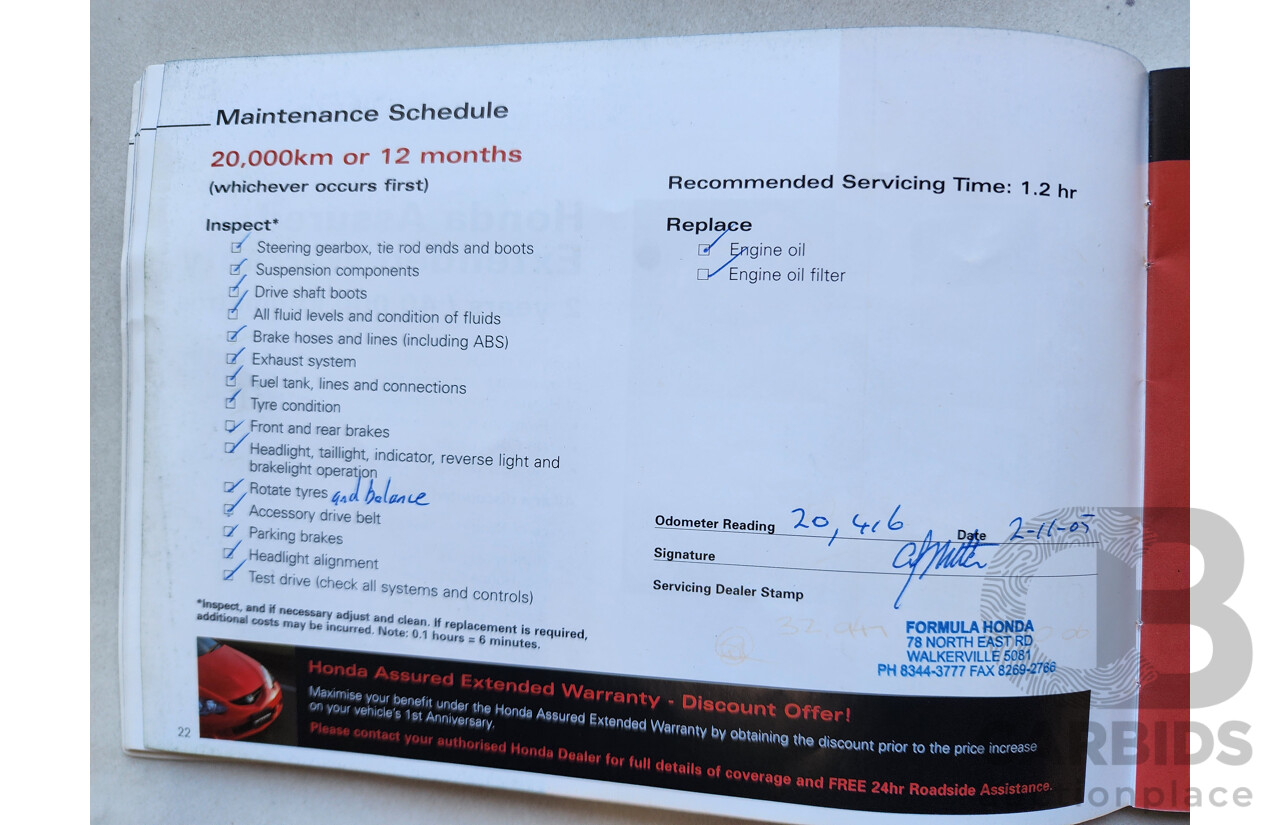 Maintenance Schedule
20,000km or 12 months
(whichever occurs first)
Recommended Servicing Time: 1.2 hr
Inspect*
Steering gearbox, tie rod ends and boots
Suspension components
Drive shaft boots
All fluid levels and condition of fluids
Brake hoses and lines (including ABS)
Exhaust system
Fuel tank, lines and connections
Tyre condition
Front and rear brakes
Headlight, taillight, indicator, reverse light and
brakelight operation
Rotate tyres and balance
Accessory drive belt
Parking brakes
Headlight alignment
Test drive (check all systems and controls)
*Inspect, and if necessary adjust and clean. If replacement is required,
additional costs may be incurred. Note: 0.1 hours = 6 minutes.
Replace
Engine oil
Engine oil filter
Odometer Reading 20,416 Date 2-11-05
Signature
Servicing Dealer Stamp
FORMULA HONDA
78 NORTH EAST RD
WALKERVILLE 5081
PH 8344-3777 FAX 8269-2766
Honda Assured Extended Warranty - Discount Offer!
Maximise your benefit under the Honda Assured Extended Warranty by obtaining the discount prior to the price increase
on your vehicle's 1st Anniversary.
Please contact your authorised Honda Dealer for full details of coverage and FREE 24hr Roadside Assistance.
22
CARBIDS
auctionplace